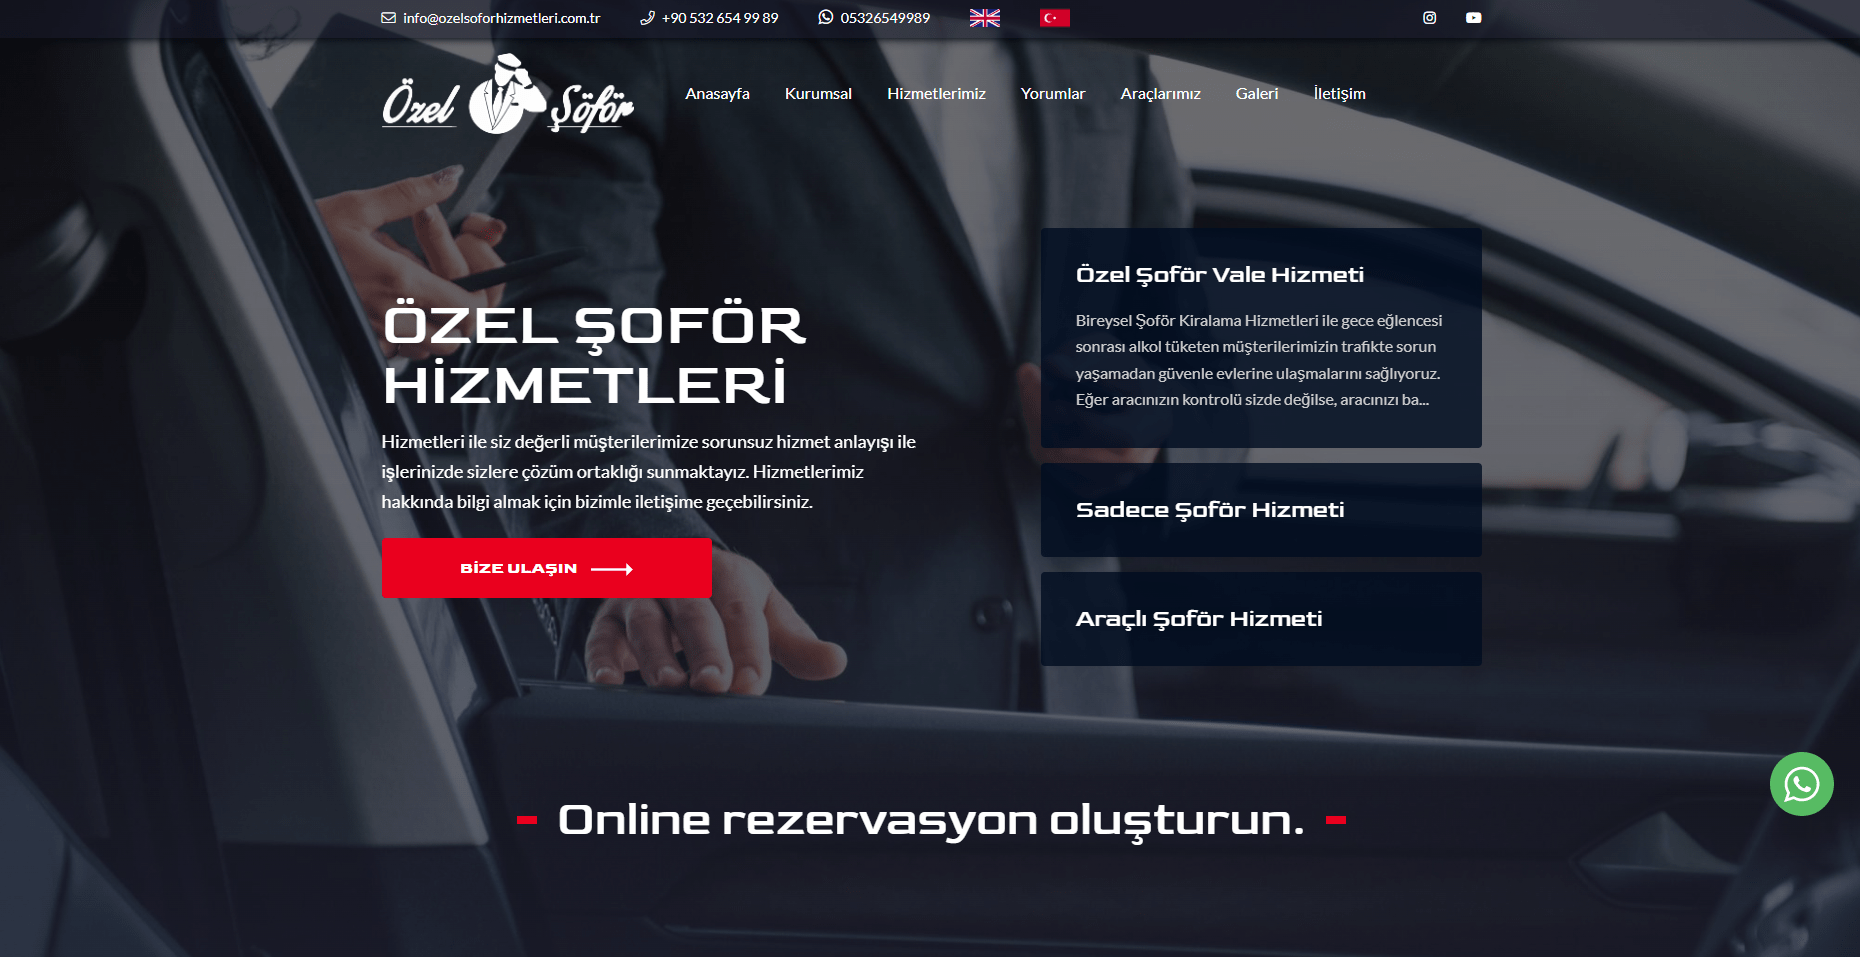 info@ozelsoforhizmetleri.com.tr
+90 532 654 99 89
05326549989
Özel Şöför
Anasayfa
Kurumsal
Hizmetlerimiz
Yorumlar
Araçlarımız
Galeri
İletişim
ÖZEL ŞOFÖR
HİZMETLERİ
Hizmetleri ile siz değerli müşterilerimize sorunsuz hizmet anlayışı ile
işlerinizde sizlere çözüm ortaklığı sunmaktayız. Hizmetlerimiz
hakkında bilgi almak için bizimle iletişime geçebilirsiniz.
BİZE ULAŞIN
Özel Şoför Vale Hizmeti
Bireysel Şoför Kiralama Hizmetleri ile gece eğlencesi
sonrası alkol tüketen müşterilerimizin trafikte sorun
yaşamadan güvenle evlerine ulaşmalarını sağlıyoruz.
Eğer aracınızın kontrolü sizde değilse, aracınızı ba...
Sadece Şoför Hizmeti
Araçlı Şoför Hizmeti
- Online rezervasyon oluşturun. -